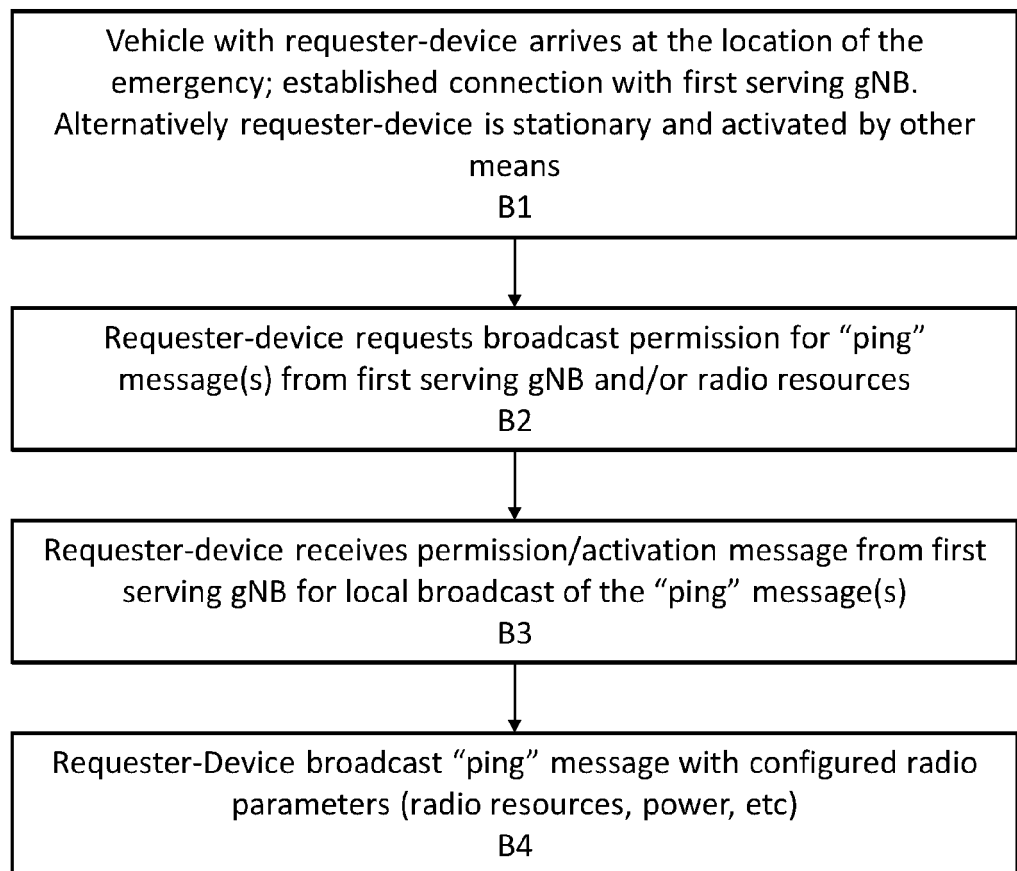 Vehicle with requester-device arrives at the location of the
emergency; established connection with first serving gNB.
Alternatively requester-device is stationary and activated by other
means
B1
Requester-device requests broadcast permission for “ping”
message(s) from first serving gNB and/or radio resources
B2
Requester-device receives permission/activation message from first
serving gNB for local broadcast of the “ping” message(s)
B3
Requester-Device broadcast “ping” message with configured radio
parameters (radio resources, power, etc)
B4